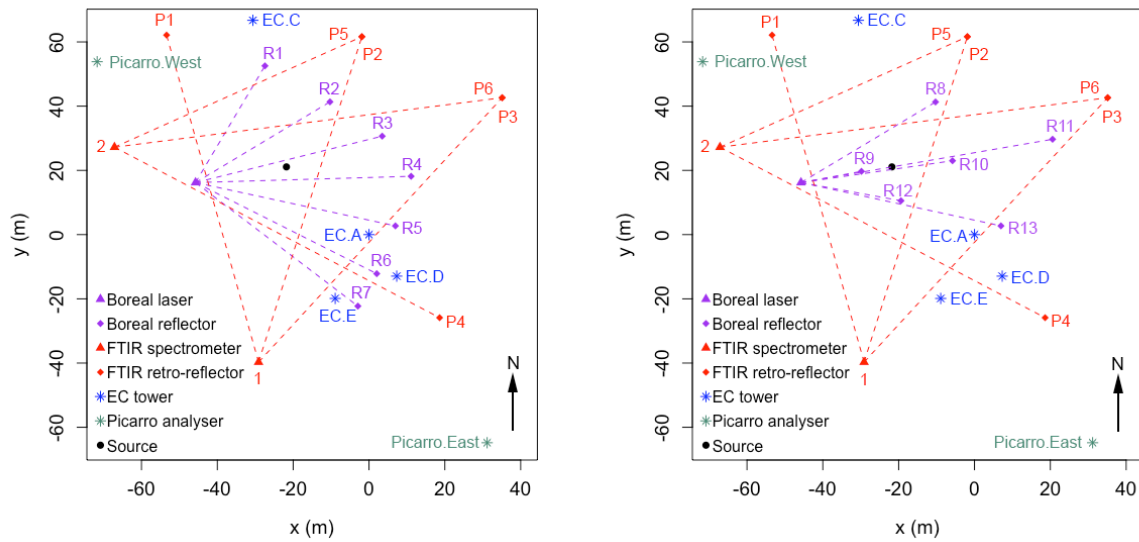 P1
EC.C
P5
P2
R1
Picarro.West
R2
P6
P3
R3
2
R4
R5
EC.A
R6
EC.D
R7
EC.E
P4
1
Boreal laser
Boreal reflector
FTIR spectrometer
FTIR retro-reflector
EC tower
Picarro analyser
Source
N
Picarro.East
60
40
20
0
-20
-40
-60
y (m)
-60 -40 -20 0 20 40
x (m)
P1
EC.C
P5
P2
Picarro.West
R8
P6
P3
R11
2
R9
R10
R12
R13
EC.A
EC.D
EC.E
P4
1
Boreal laser
Boreal reflector
FTIR spectrometer
FTIR retro-reflector
EC tower
Picarro analyser
Source
N
Picarro.East
60
40
20
0
-20
-40
-60
y (m)
-60 -40 -20 0 20 40
x (m)